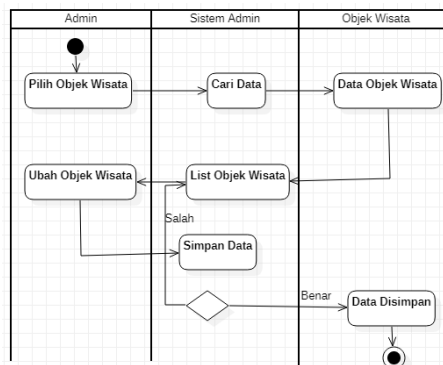 Admin
Sistem Admin
Objek Wisata
Pilih Objek Wisata
Cari Data
Data Objek Wisata
Ubah Objek Wisata
List Objek Wisata
Salah
Simpan Data
Benar
Data Disimpan